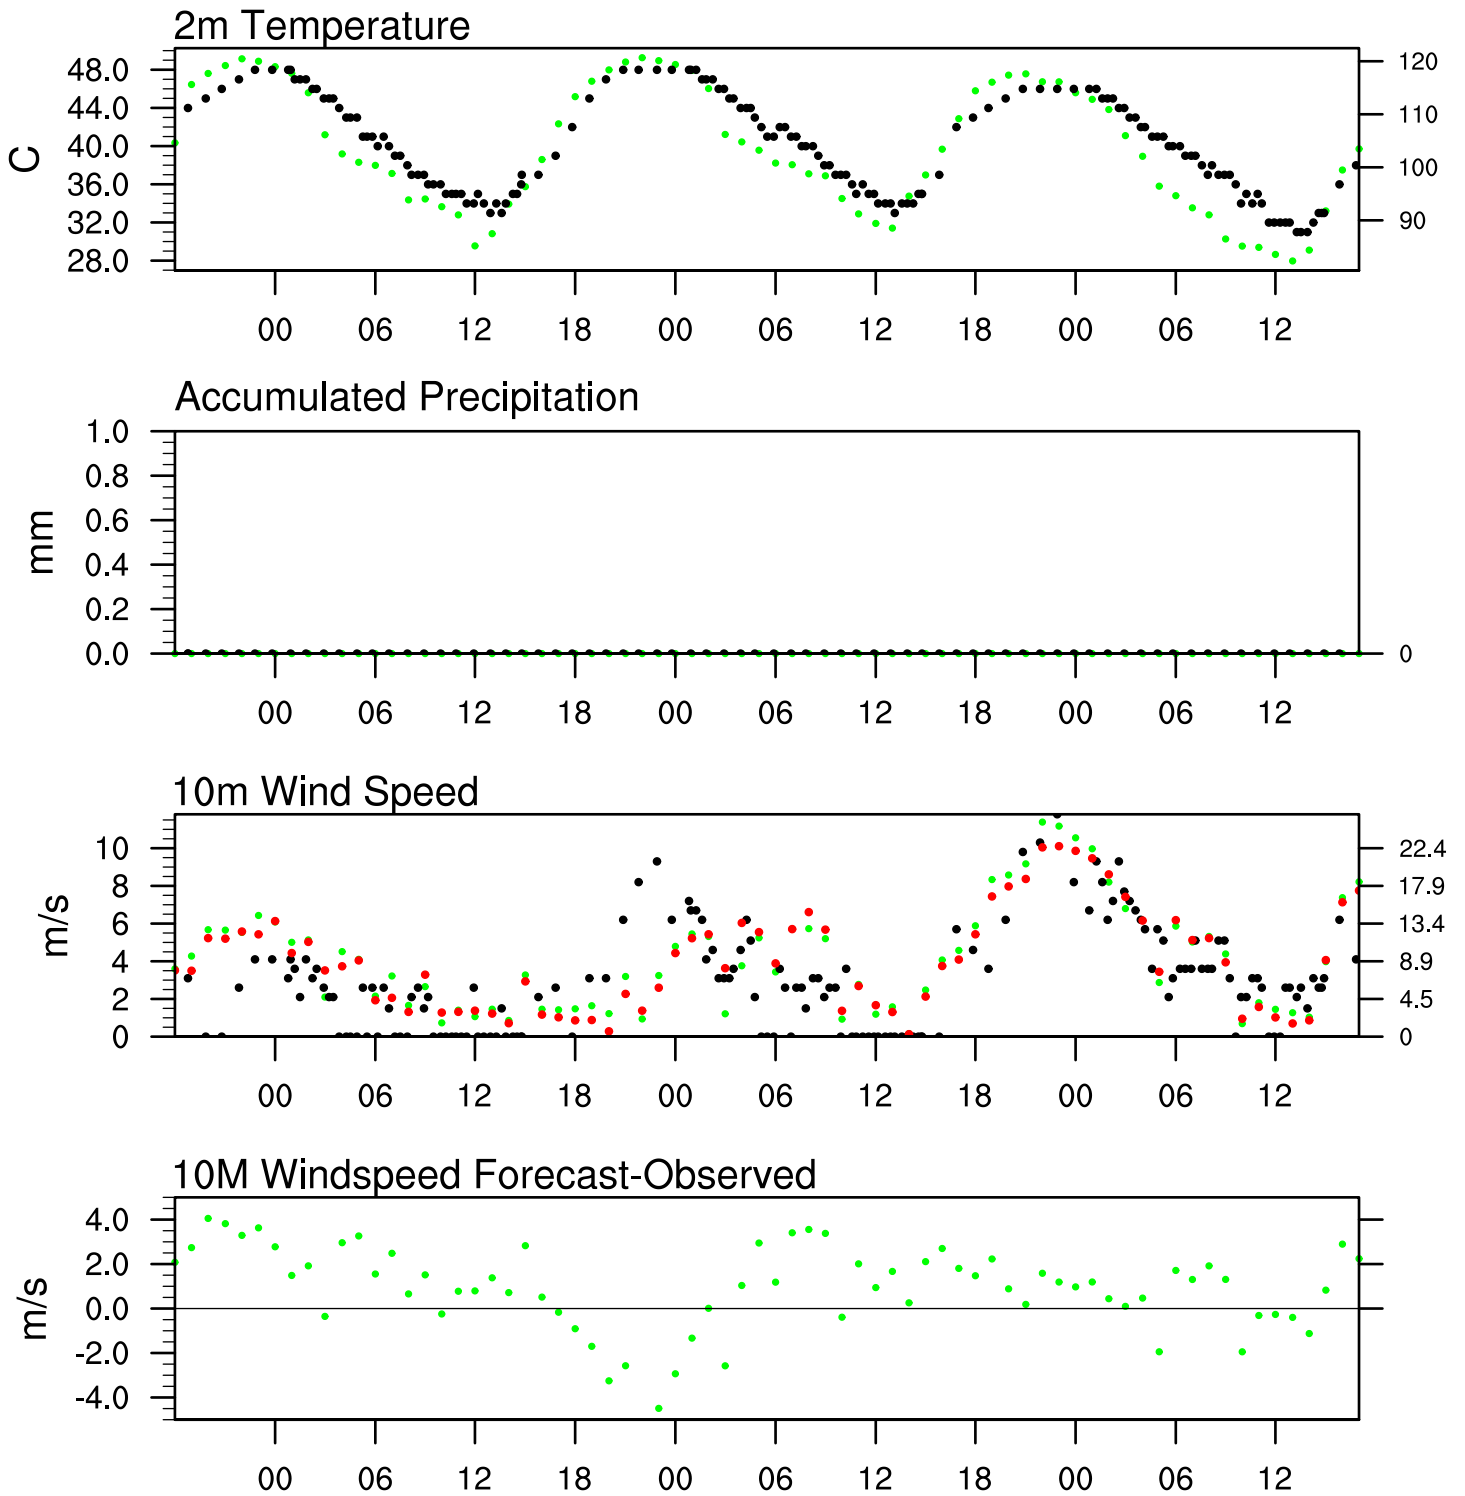 2m Temperature
48.0
44.0
40.0
36.0
32.0
28.0
C
120
110
100
90
00 06 12 18 00 06 12 18 00 06 12
Accumulated Precipitation
1.0
0.8
0.6
0.4
0.2
0.0
mm
0
00 06 12 18 00 06 12 18 00 06 12
10m Wind Speed
10
8
6
4
2
0
m/s
22.4
17.9
13.4
8.9
4.5
0
00 06 12 18 00 06 12 18 00 06 12
10M Windspeed Forecast-Observed
4.0
2.0
0.0
-2.0
-4.0
m/s
00 06 12 18 00 06 12 18 00 06 12